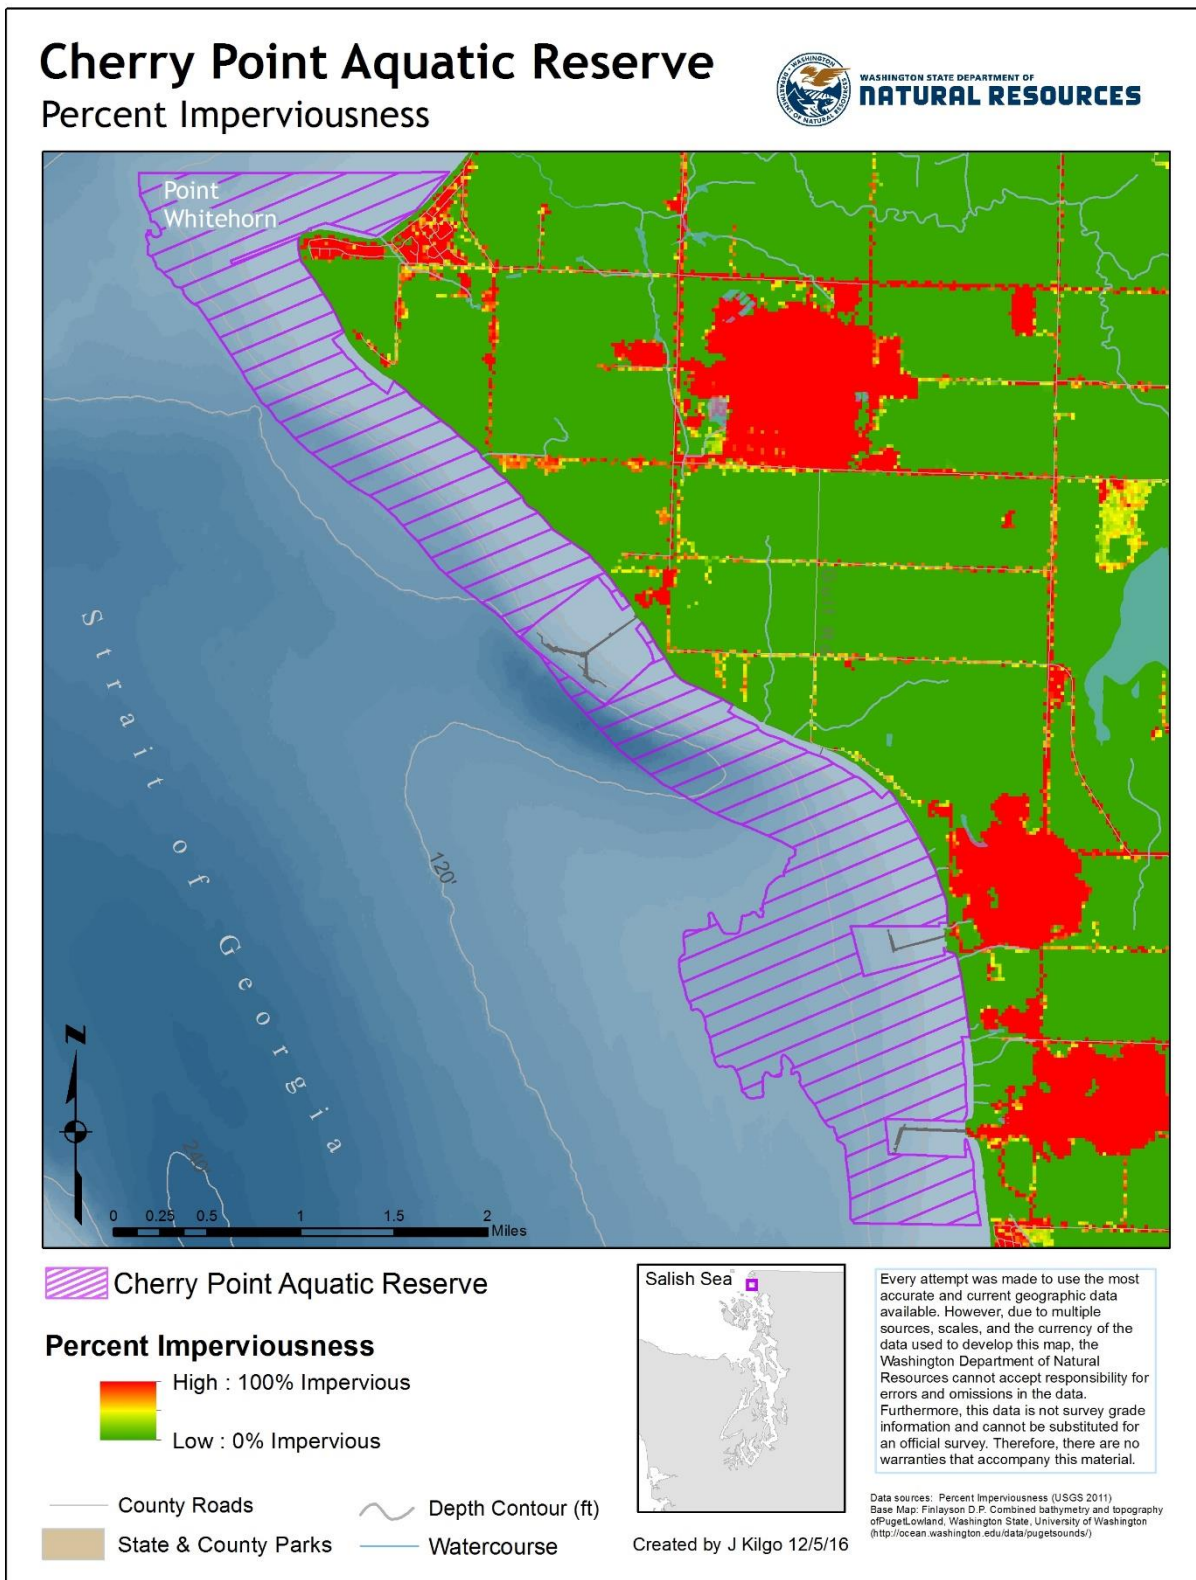 Cherry Point Aquatic Reserve
Percent Imperviousness
WASHINGTON STATE DEPARTMENT OF
NATURAL RESOURCES
WASHINGTON
DEPARTMENT OF NATURAL RESOURCES
Point
Whitehorn
Strait of Georgia
120'
240'
N
0 0.25 0.5 1 1.5 2
Miles
Cherry Point Aquatic Reserve
Percent Imperviousness
High : 100% Impervious
Low : 0% Impervious
County Roads
State & County Parks
Depth Contour (ft)
Watercourse
Salish Sea
Created by J Kilgo 12/5/16
Every attempt was made to use the most
accurate and current geographic data
available. However, due to multiple
sources, scales, and the currency of the
data used to develop this map, the
Washington Department of Natural
Resources cannot accept responsibility for
errors and omissions in the data.
Furthermore, this data is not survey grade
information and cannot be substituted for
an official survey. Therefore, there are no
warranties that accompany this material.
Data sources: Percent Imperviousness (USGS 2011)
Base Map: Finlayson D.P. Combined bathymetry and topography
ofPugetLowland, Washington State, University of Washington
(http://ocean.washington.edu/data/pugetsounds/)